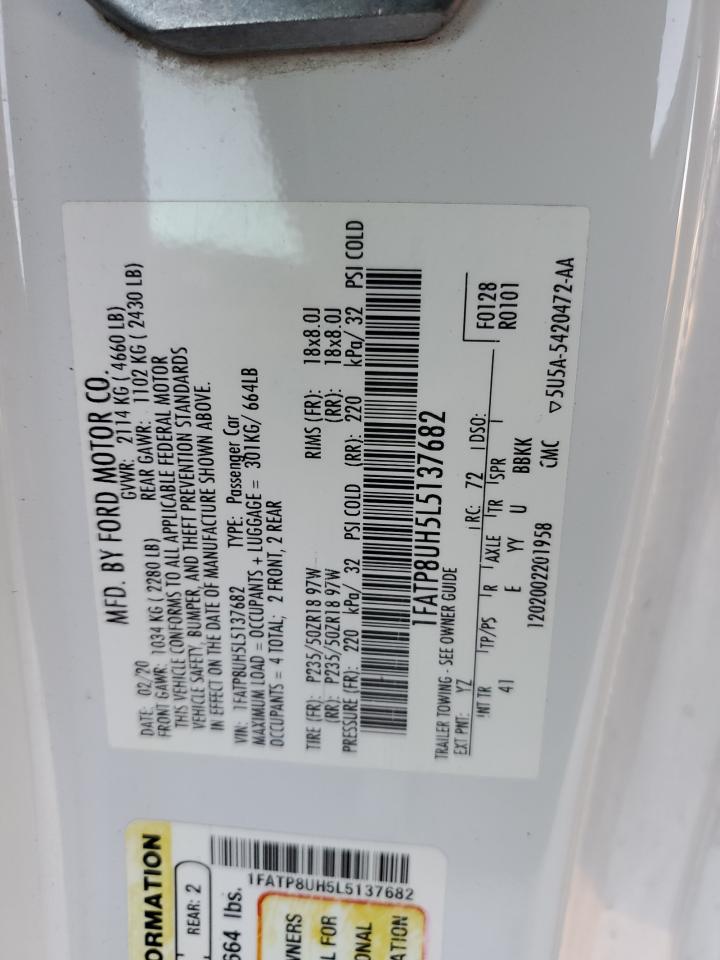 MFD. BY FORD MOTOR CO.
DATE: 02/20 GVWR: 2114 KG ( 4660 LB)
FRONT GAWR: 1034 KG ( 2280 LB) REAR GAWR: 1102 KG ( 2430 LB)
THIS VEHICLE CONFORMS TO ALL APPLICABLE FEDERAL MOTOR
VEHICLE SAFETY, BUMPER, AND THEFT PREVENTION STANDARDS
IN EFFECT ON THE DATE OF MANUFACTURE SHOWN ABOVE.
VIN: 1FATP8UH5L5137682 TYPE: Passenger Car
MAXIMUM LOAD = OCCUPANTS + LUGGAGE = 301KG/ 664LB
OCCUPANTS = 4 TOTAL; 2 FRONT, 2 REAR
TIRE (FR): P235/50ZR18 97W RIMS (FR): 18x8.0J
(RR): P235/50ZR18 97W (RR): 18x8.0J
PRESSURE (FR): 220 kPa/ 32 PSI COLD (RR): 220 kPa/ 32 PSI COLD
1FATP8UH5L5137682
TRAILER TOWING - SEE OWNER GUIDE
EXT PNT: YZ RC: 72 DSO: F0128
R0101
INT TR TP/PS R AXLE TR SPR
41 E YY U BBKK
1202002201958 CMC ▽5U5A-5420472-AA
ORMATION
REAR: 2
664 lbs.
1FATP8UH5L5137682
WNERS
L FOR
ONAL
ATION